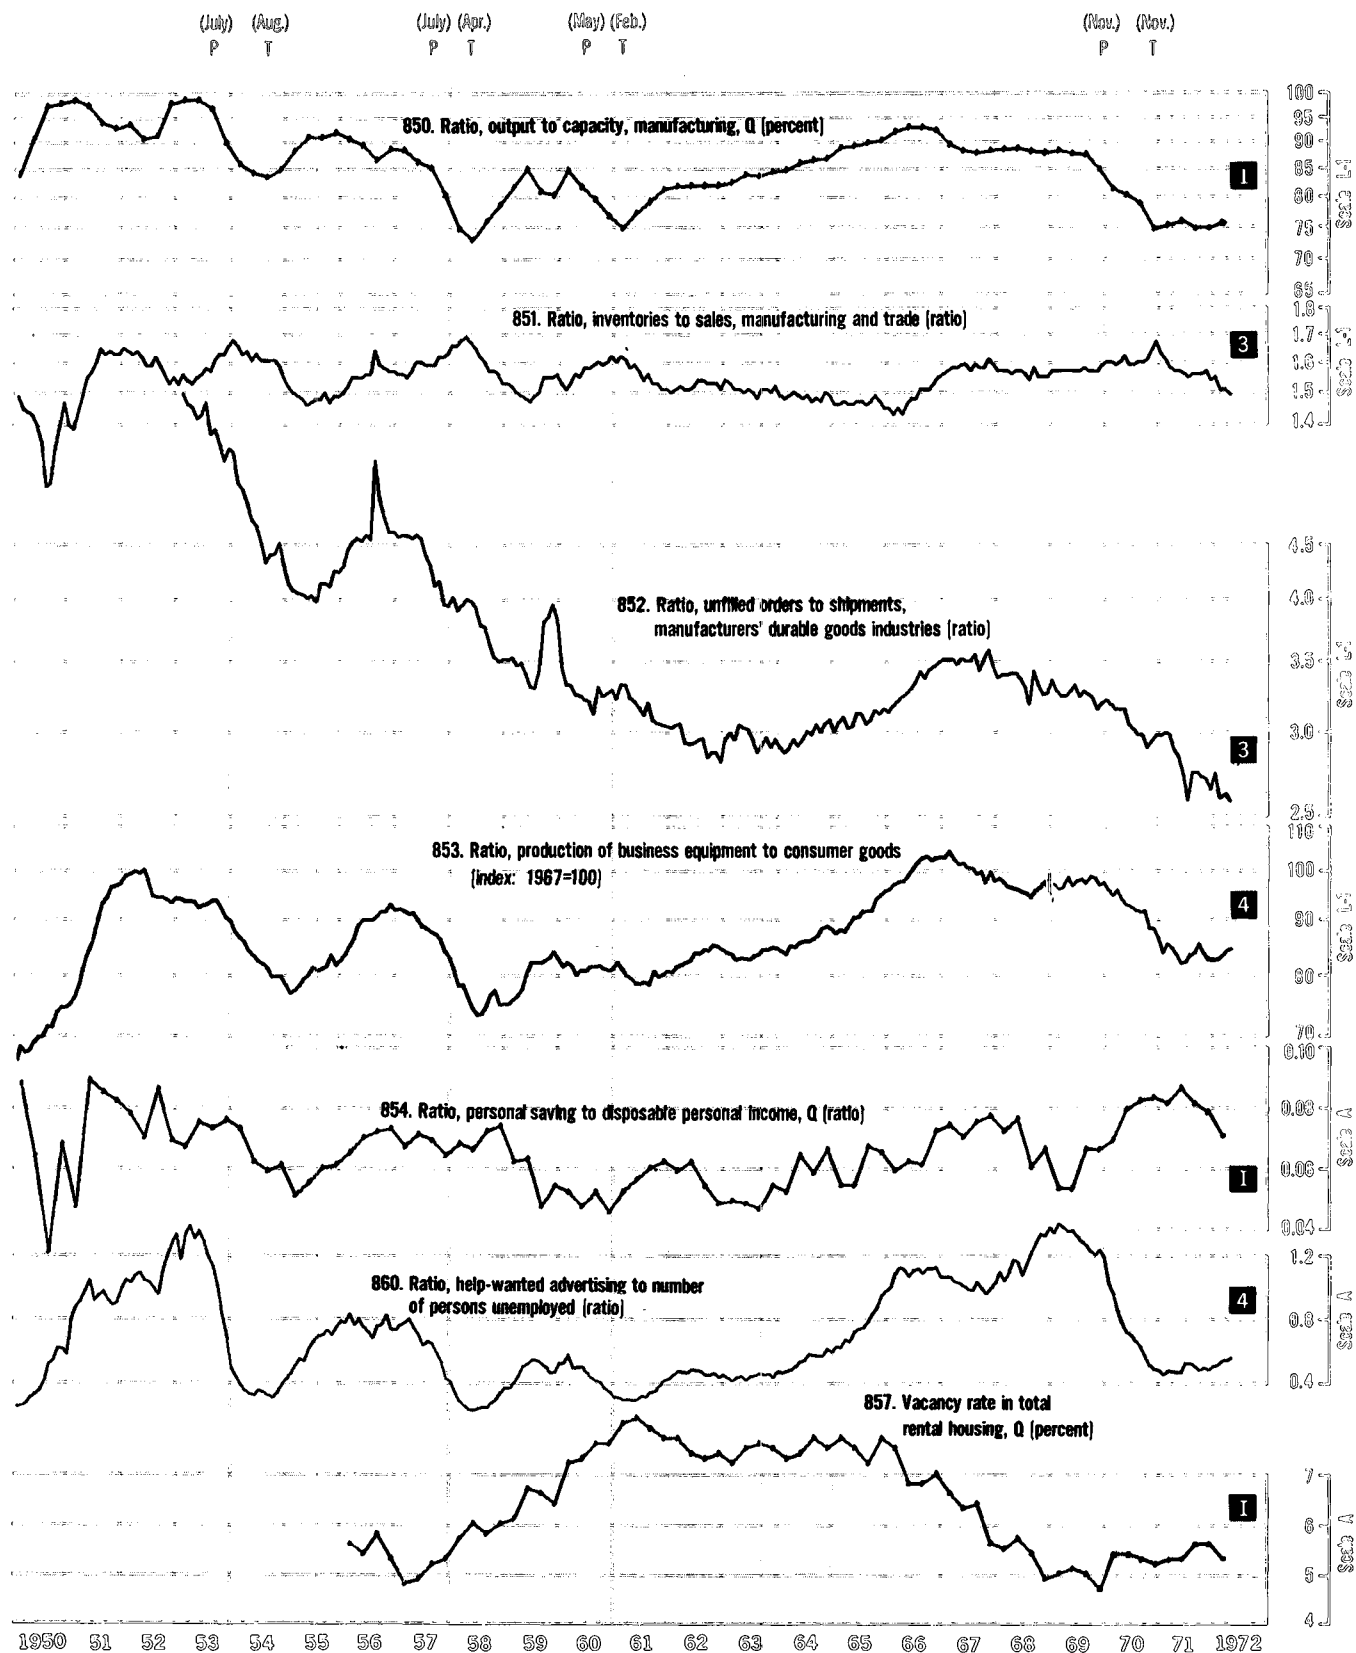 (July) (Aug.) (July) (Apr.) (May) (Feb.) (Nov.) (Nov.)
P T P T P T P T
850. Ratio, output to capacity, manufacturing, Q (percent)
100
95
90
85
80
75
70
65
1
Scale L-1
851. Ratio, inventories to sales, manufacturing and trade (ratio)
1.8
1.7
1.6
1.5
1.4
3
Scale L-1
852. Ratio, unfilled orders to shipments,
manufacturers' durable goods industries (ratio)
4.5
4.0
3.5
3.0
2.5
3
Scale L-1
853. Ratio, production of business equipment to consumer goods
(index: 1967=100)
110
100
90
80
70
4
Scale L-1
854. Ratio, personal saving to disposable personal income, Q (ratio)
0.10
0.08
0.06
0.04
I
Scale A
860. Ratio, help-wanted advertising to number
of persons unemployed (ratio)
1.2
0.8
0.4
4
Scale A
857. Vacancy rate in total
rental housing, Q (percent)
7
6
5
4
I
Scale A
1950 51 52 53 54 55 56 57 58 59 60 61 62 63 64 65 66 67 68 69 70 71 1972